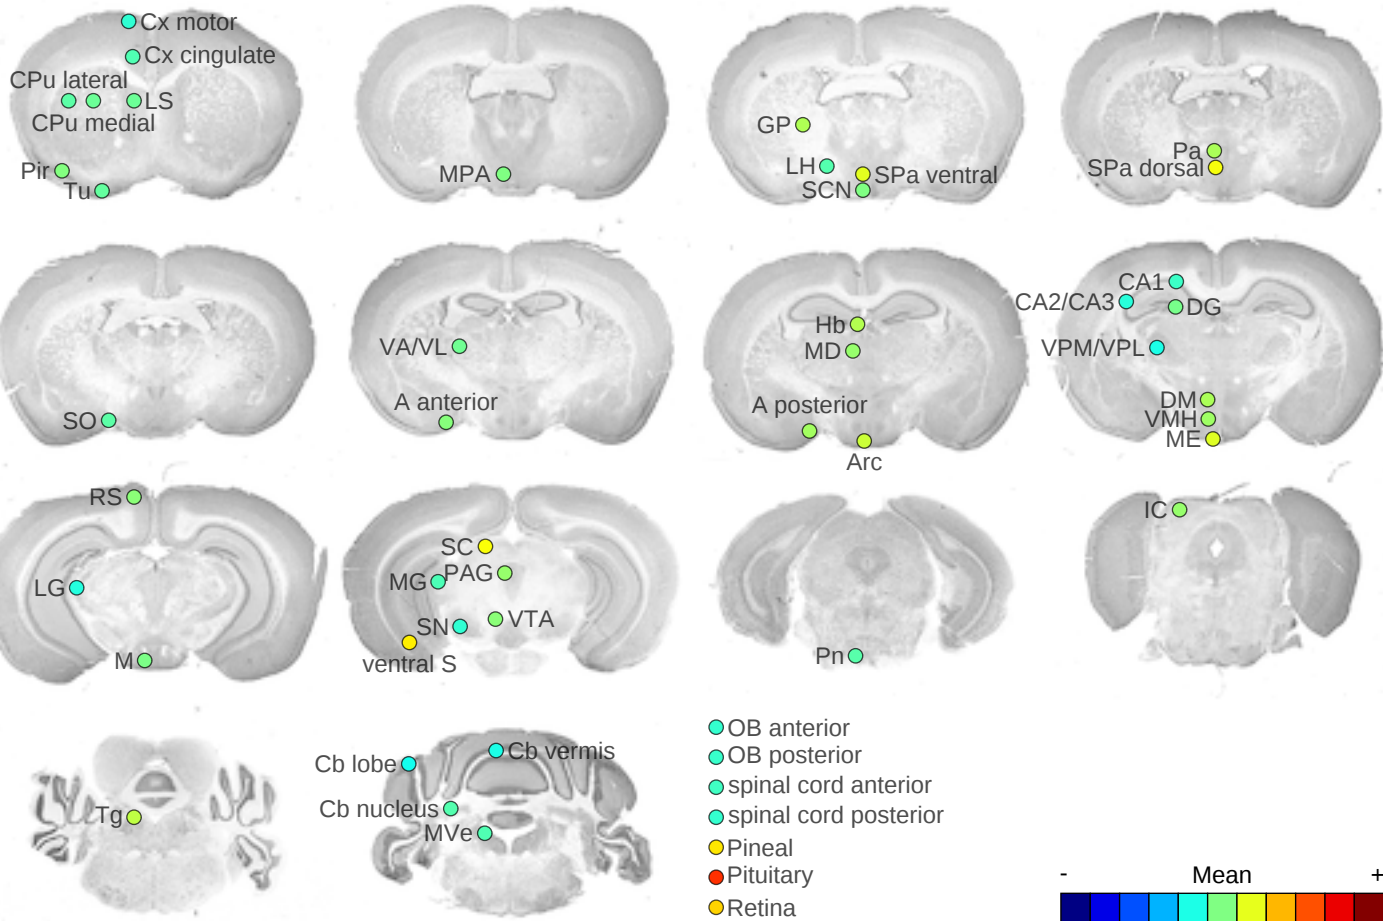 Cx motor
Cx cingulate
CPu lateral
LS
CPu medial
Pir
Tu
MPA
GP
LH
SPa ventral
SCN
Pa
SPa dorsal
SO
VA/VL
A anterior
Hb
MD
A posterior
Arc
CA1
CA2/CA3
DG
VPM/VPL
DM
VMH
ME
RS
LG
M
SC
PAG
MG
VTA
SN
ventral S
Pn
IC
Tg
Cb vermis
Cb lobe
Cb nucleus
MVe
OB anterior
OB posterior
spinal cord anterior
spinal cord posterior
Pineal
Pituitary
Retina
- Mean +